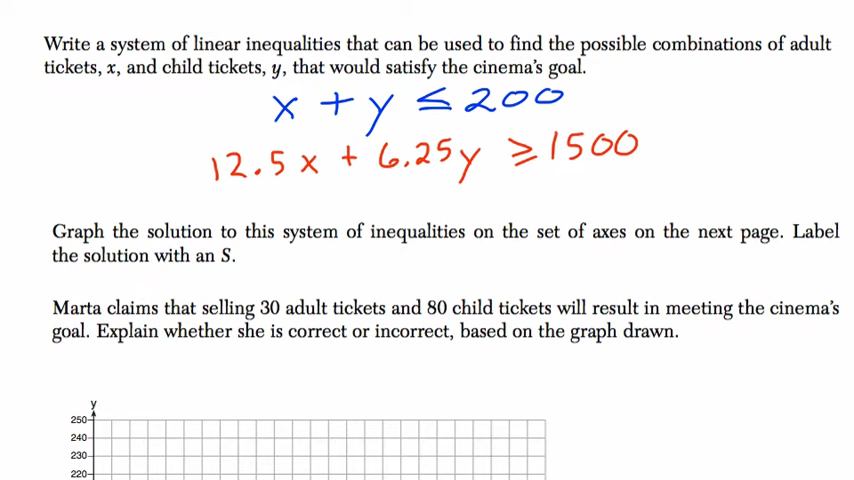 Write a system of linear inequalities that can be used to find the possible combinations of adult
tickets, x, and child tickets, y, that would satisfy the cinema's goal.
x + y ≤ 200
12.5x + 6.25y ≥ 1500
Graph the solution to this system of inequalities on the set of axes on the next page. Label
the solution with an S.
Marta claims that selling 30 adult tickets and 80 child tickets will result in meeting the cinema's
goal. Explain whether she is correct or incorrect, based on the graph drawn.
y
250
240
230
220